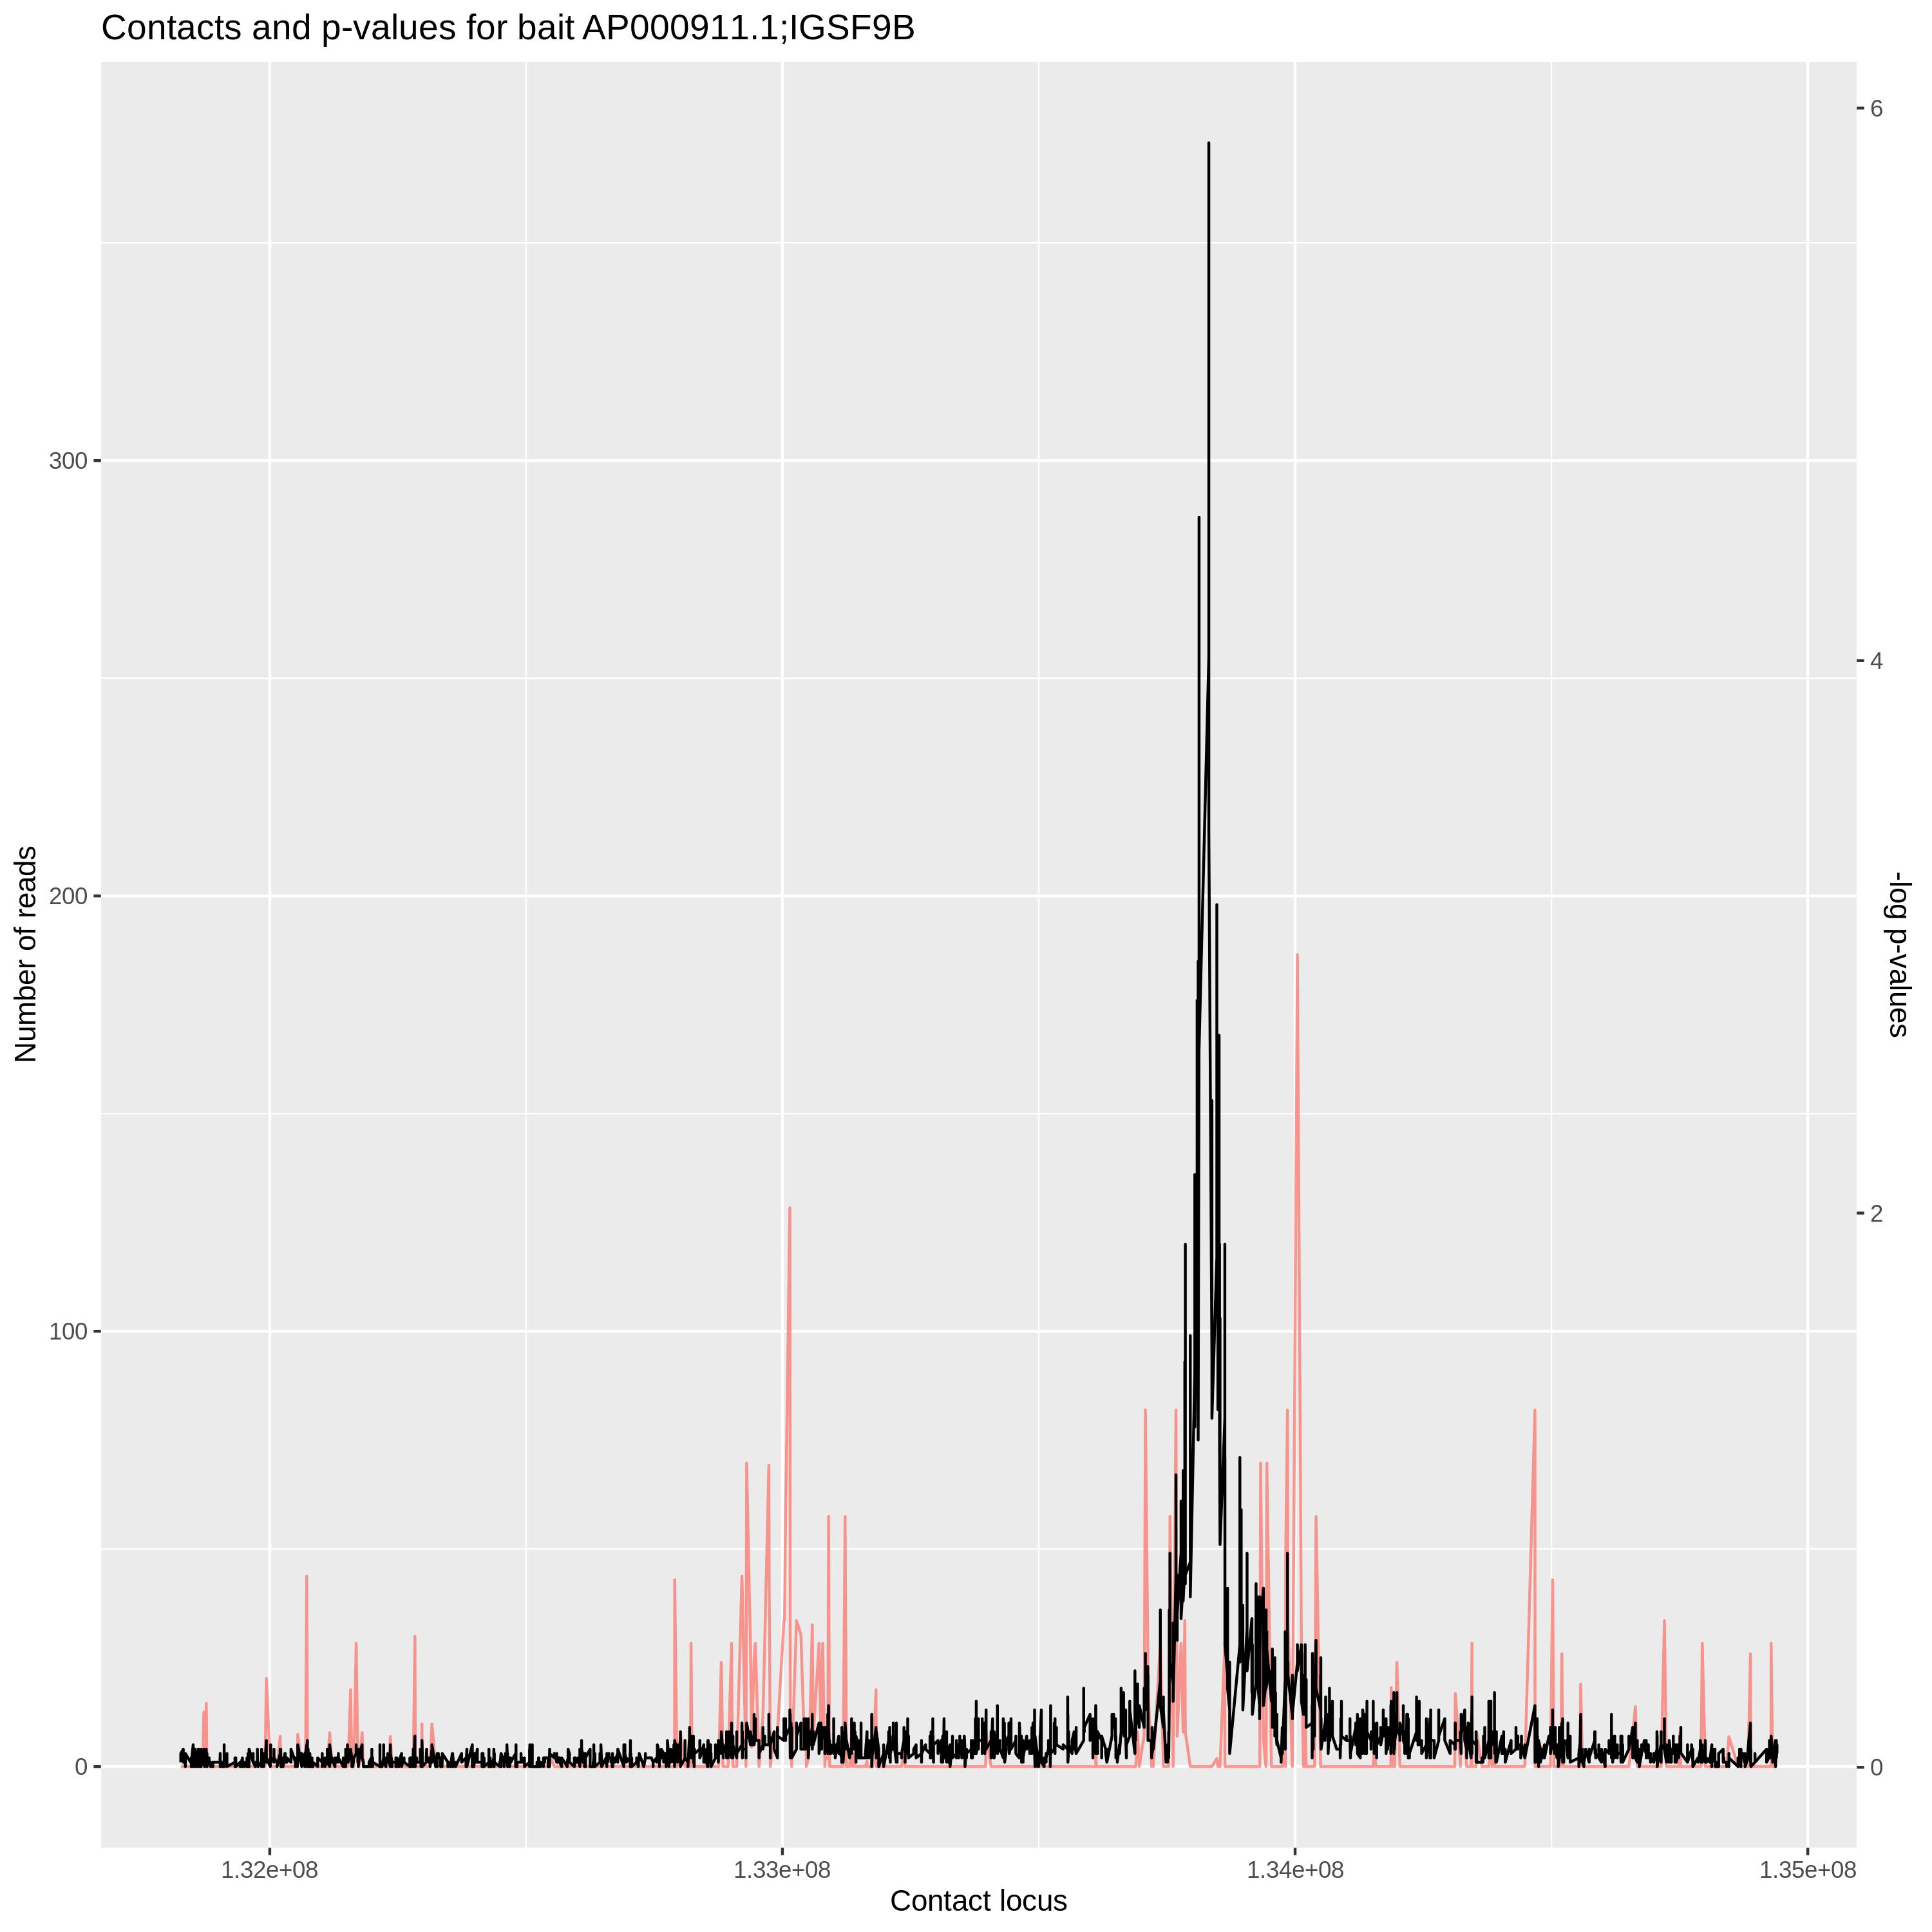 Contacts and p-values for bait AP000911.1;IGSF9B
6
300
4
200
2
100
0
0
Number of reads
-log p-values
1.32e+08
1.33e+08
1.34e+08
1.35e+08
Contact locus